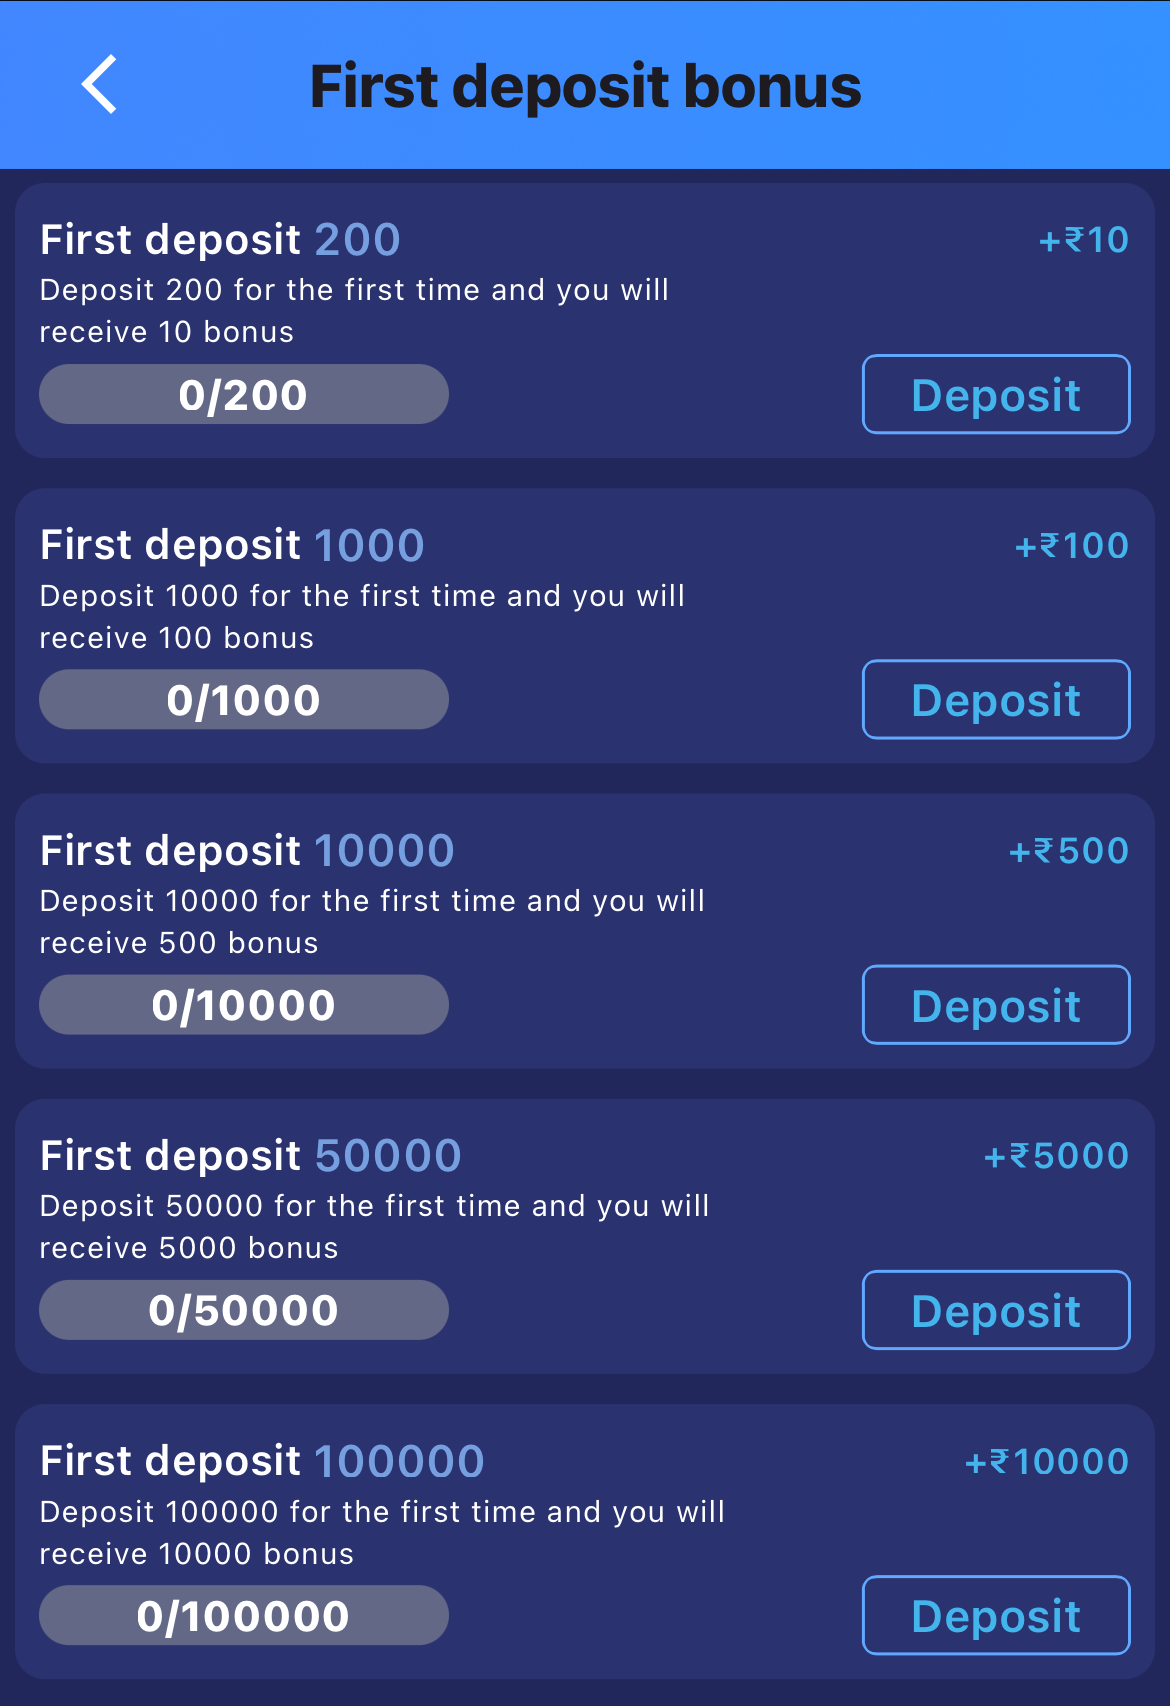 First deposit bonus
First deposit 200
+₹10
Deposit 200 for the first time and you will
receive 10 bonus
0/200
Deposit
First deposit 1000
+₹100
Deposit 1000 for the first time and you will
receive 100 bonus
0/1000
Deposit
First deposit 10000
+₹500
Deposit 10000 for the first time and you will
receive 500 bonus
0/10000
Deposit
First deposit 50000
+₹5000
Deposit 50000 for the first time and you will
receive 5000 bonus
0/50000
Deposit
First deposit 100000
+₹10000
Deposit 100000 for the first time and you will
receive 10000 bonus
0/100000
Deposit